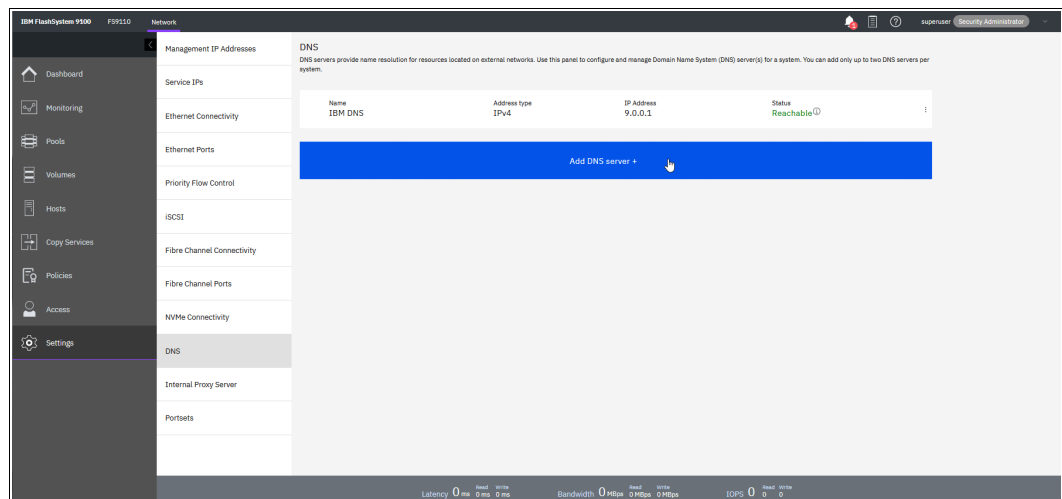 IBM FlashSystem 9100 FS9110 Network
1
superuser Security Administrator
Dashboard
Monitoring
Pools
Volumes
Hosts
Copy Services
Policies
Access
Settings
Management IP Addresses
Service IPs
Ethernet Connectivity
Ethernet Ports
Priority Flow Control
iSCSI
Fibre Channel Connectivity
Fibre Channel Ports
NVMe Connectivity
DNS
Internal Proxy Server
Portsets
DNS
DNS servers provide name resolution for resources located on external networks. Use this panel to configure and manage Domain Name System (DNS) server(s) for a system. You can add only up to two DNS servers per
system.
Name Address type IP Address Status
IBM DNS IPv4 9.0.0.1 Reachable
Add DNS server +
Read Write Read Write Read Write
Latency 0 ms 0 ms 0 ms Bandwidth 0 MBps 0 MBps 0 MBps IOPS 0 0 0